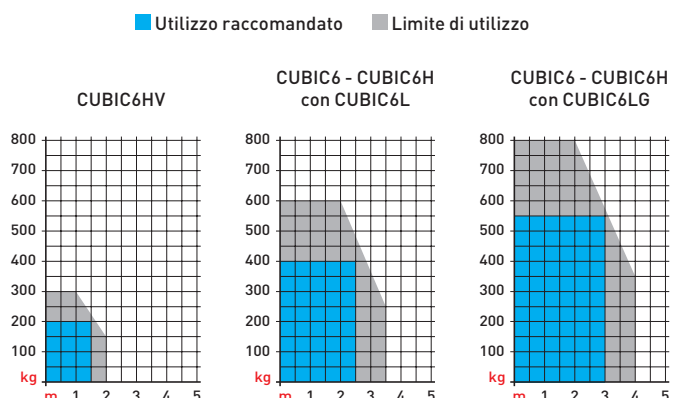 Utilizzo raccomandato Limite di utilizzo
CUBIC6HV
800
700
600
500
400
300
200
100
kg
m 1 2 3 4 5
CUBIC6 - CUBIC6H
con CUBIC6L
800
700
600
500
400
300
200
100
kg
m 1 2 3 4 5
CUBIC6 - CUBIC6H
con CUBIC6LG
800
700
600
500
400
300
200
100
kg
m 1 2 3 4 5